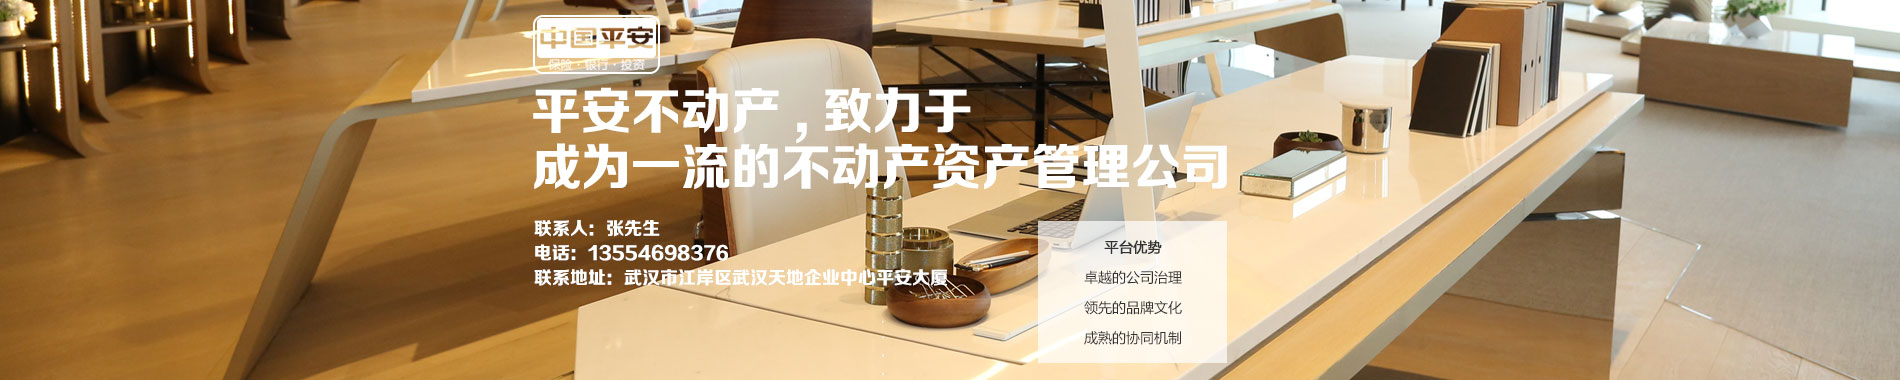 中国平安
保险·银行·投资
平安不动产，致力于
成为一流的不动产资产管理公司
联系人：张先生
电话：13554698376
联系地址：武汉市江岸区武汉天地企业中心平安大厦
平台优势
卓越的公司治理
领先的品牌文化
成熟的协同机制